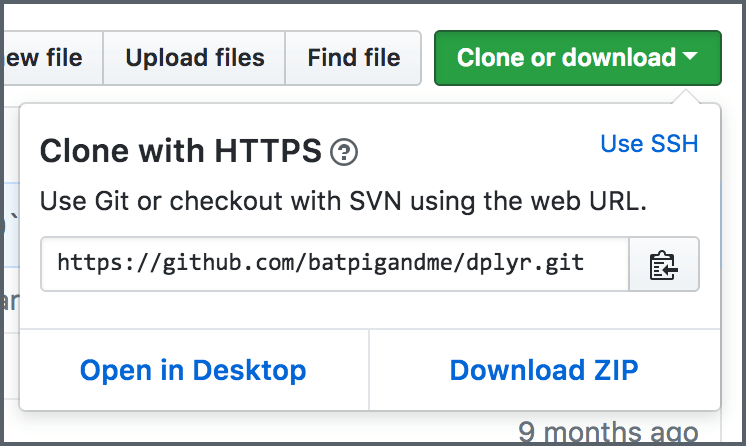 ew file Upload files Find file Clone or download
Clone with HTTPS ?
Use SSH
Use Git or checkout with SVN using the web URL.
https://github.com/batpigandme/dplyr.git
Open in Desktop Download ZIP
9 months ago